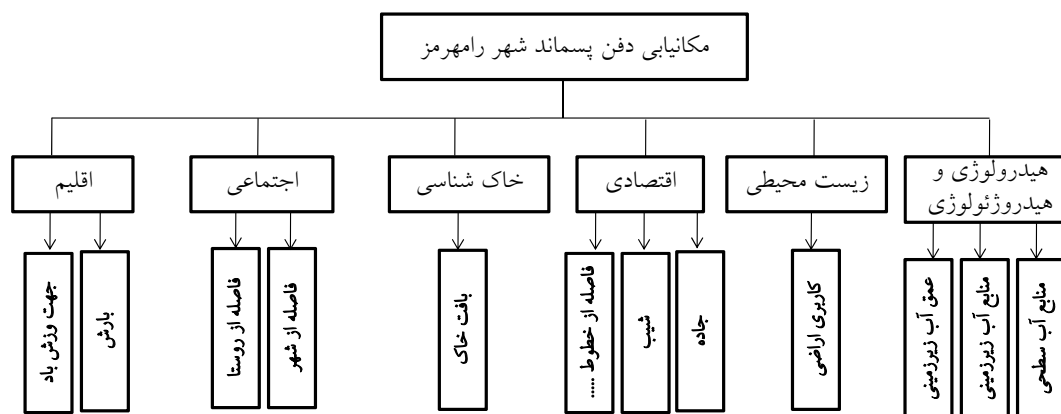 مکانیابی دفن پسماند شهر رامهرمز
هیدرولوژی و
هیدروژئولوژی
زیست محیطی
اقتصادی
خاک شناسی
اجتماعی
اقلیم
منابع آب سطحی
منابع آب زیرزمینی
عمق آب زیرزمینی
کاربری اراضی
جاده
شیب
فاصله از خطوط .....
بافت خاک
فاصله از شهر
فاصله از روستا
بارش
جهت وزش باد